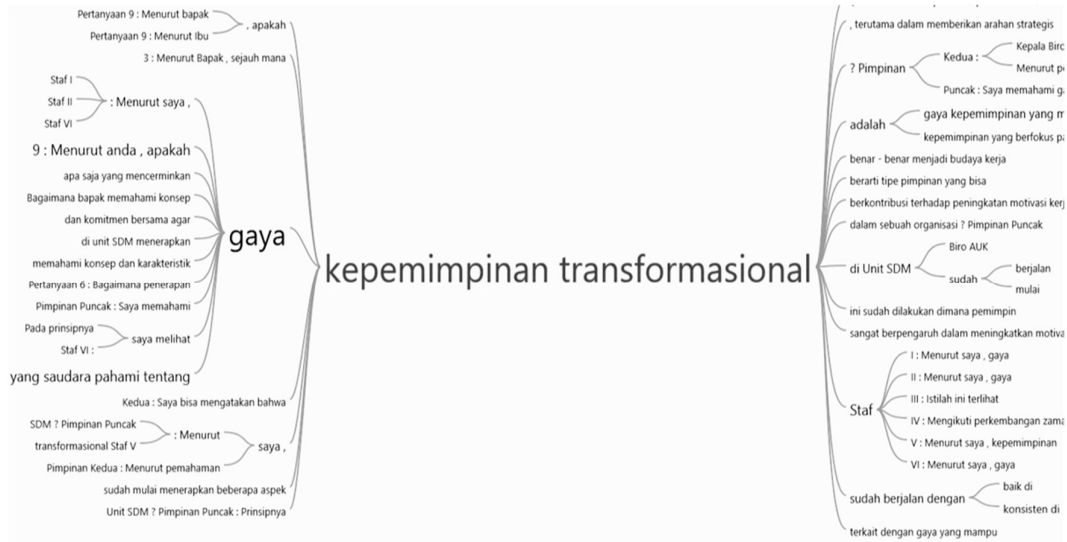 Pertanyaan 9 : Menurut bapak
Pertanyaan 9 : Menurut Ibu
, apakah
3 : Menurut Bapak , sejauh mana
Staf I
Staf II
Staf VI
: Menurut saya ,
9 : Menurut anda , apakah
apa saja yang mencerminkan
Bagaimana bapak memahami konsep
dan komitmen bersama agar
di unit SDM menerapkan
memahami konsep dan karakteristik
Pertanyaan 6 : Bagaimana penerapan
Pimpinan Puncak : Saya memahami
Pada prinsipnya
Staf VI :
saya melihat
yang saudara pahami tentang
gaya
Kedua : Saya bisa mengatakan bahwa
SDM ? Pimpinan Puncak
transformasional Staf V
: Menurut
Pimpinan Kedua : Menurut pemahaman
saya ,
sudah mulai menerapkan beberapa aspek
Unit SDM ? Pimpinan Puncak : Prinsipnya
kepemimpinan transformasional
, terutama dalam memberikan arahan strategis
? Pimpinan
Kedua :
Kepala Biro
Menurut
Puncak : Saya memahami
adalah
gaya kepemimpinan yang
kepemimpinan yang berfokus
benar - benar menjadi budaya kerja
berarti tipe pimpinan yang bisa
berkontribusi terhadap peningkatan motivasi
dalam sebuah organisasi ? Pimpinan Puncak
di Unit SDM
Biro AUK
sudah
berjalan
mulai
ini sudah dilakukan dimana pemimpin
sangat berpengaruh dalam meningkatkan
Staf
I : Menurut saya , gaya
II : Menurut saya , gaya
III : Istilah ini terlihat
IV : Mengikuti perkembangan
V : Menurut saya , kepemimpinan
VI : Menurut saya , gaya
sudah berjalan dengan
baik di
konsisten di
terkait dengan gaya yang mampu